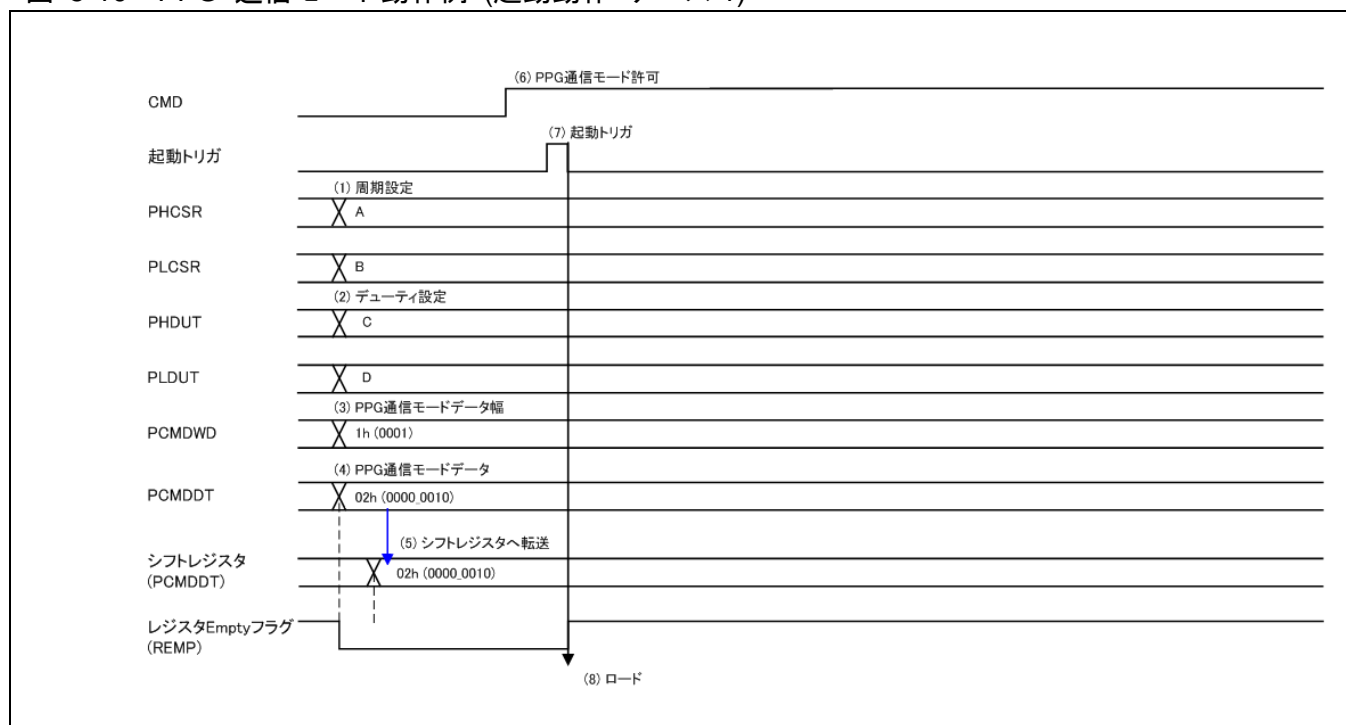 (6) PPG通信モード許可
CMD
(7) 起動トリガ
起動トリガ
(1) 周期設定
PHCSR
A
PLCSR
B
(2) デューティ設定
PHDUT
C
PLDUT
D
(3) PPG通信モードデータ幅
PCMDWD
1h (0001)
(4) PPG通信モードデータ
PCMDDT
02h (0000_0010)
(5) シフトレジスタへ転送
シフトレジスタ
(PCMDDT)
02h (0000_0010)
レジスタEmptyフラグ
(REMP)
(8) ロード